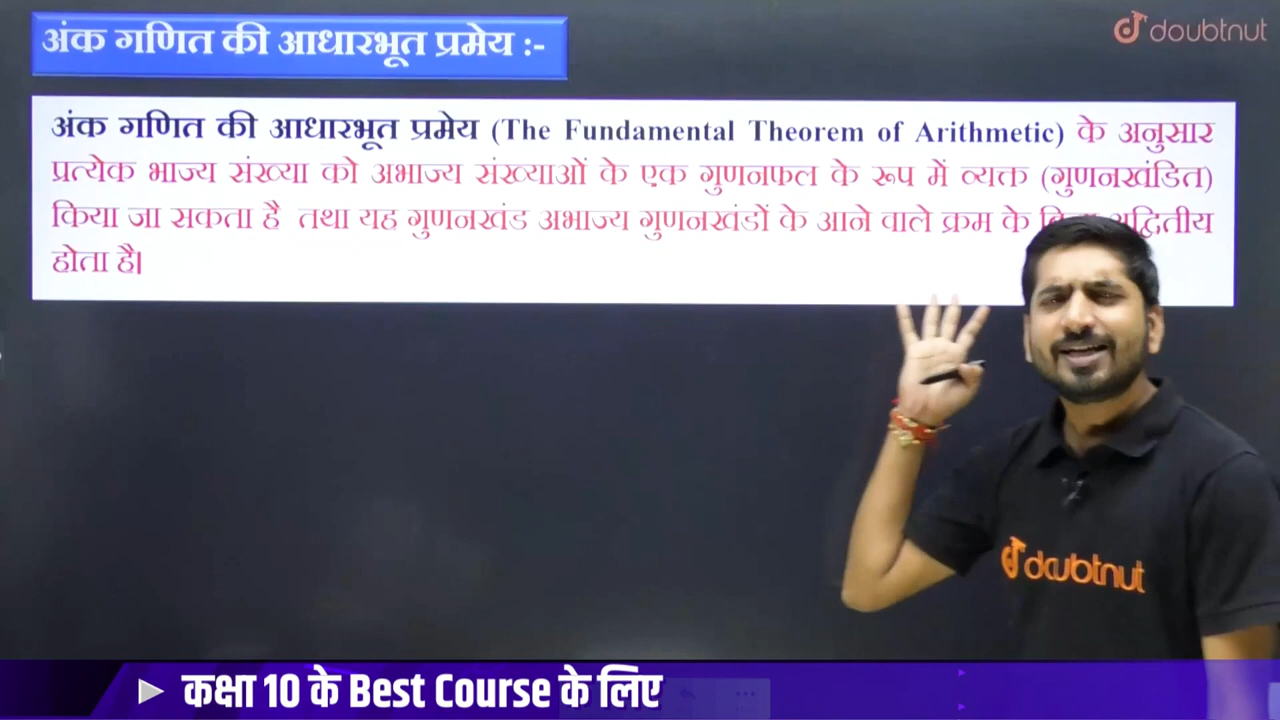 अंक गणित की आधारभूत प्रमेय :-
doubtnut
अंक गणित की आधारभूत प्रमेय (The Fundamental Theorem of Arithmetic) के अनुसार
प्रत्येक भाज्य संख्या को अभाज्य संख्याओं के एक गुणनफल के रूप में व्यक्त (गुणनखंडित)
किया जा सकता है तथा यह गुणनखंड अभाज्य गुणनखंडों के आने वाले क्रम के
होता है।
doubtnut
कक्षा 10 के Best Course के लिए